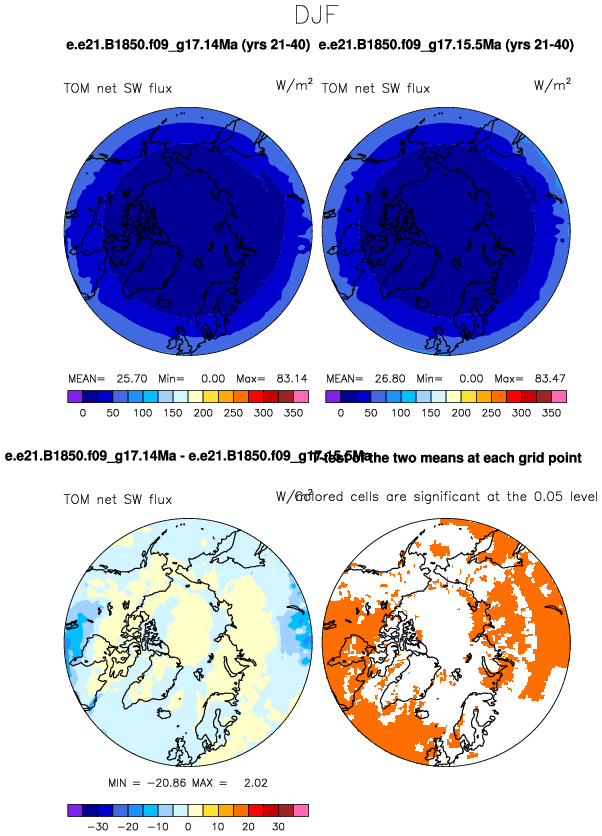 DJF
e.e21.B1850.f09_g17.14Ma (yrs 21-40) e.e21.B1850.f09_g17.15.5Ma (yrs 21-40)
TOM net SW flux W/m² TOM net SW flux W/m²
MEAN= 25.70 Min= 0.00 Max= 83.14 MEAN= 26.80 Min= 0.00 Max= 83.47
0 50 100 150 200 250 300 350 0 50 100 150 200 250 300 350
e.e21.B1850.f09_g17.14Ma - e.e21.B1850.f09_g17.15.5Ma T-test of the two means at each grid point
TOM net SW flux W/m² Colored cells are significant at the 0.05 level
MIN = -20.86 MAX = 2.02
-30 -20 -10 0 10 20 30